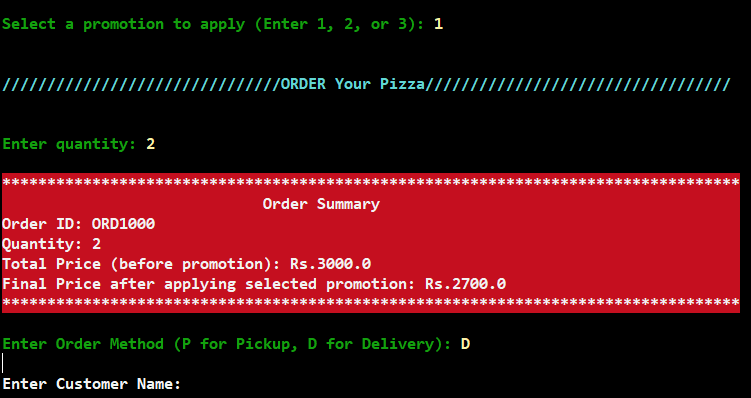 Select a promotion to apply (Enter 1, 2, or 3): 1
///////////////////////////////ORDER Your Pizza//////////////////////////////////
Enter quantity: 2
**********************************************************************************
Order Summary
Order ID: ORD1000
Quantity: 2
Total Price (before promotion): Rs.3000.0
Final Price after applying selected promotion: Rs.2700.0
**********************************************************************************
Enter Order Method (P for Pickup, D for Delivery): D
Enter Customer Name: